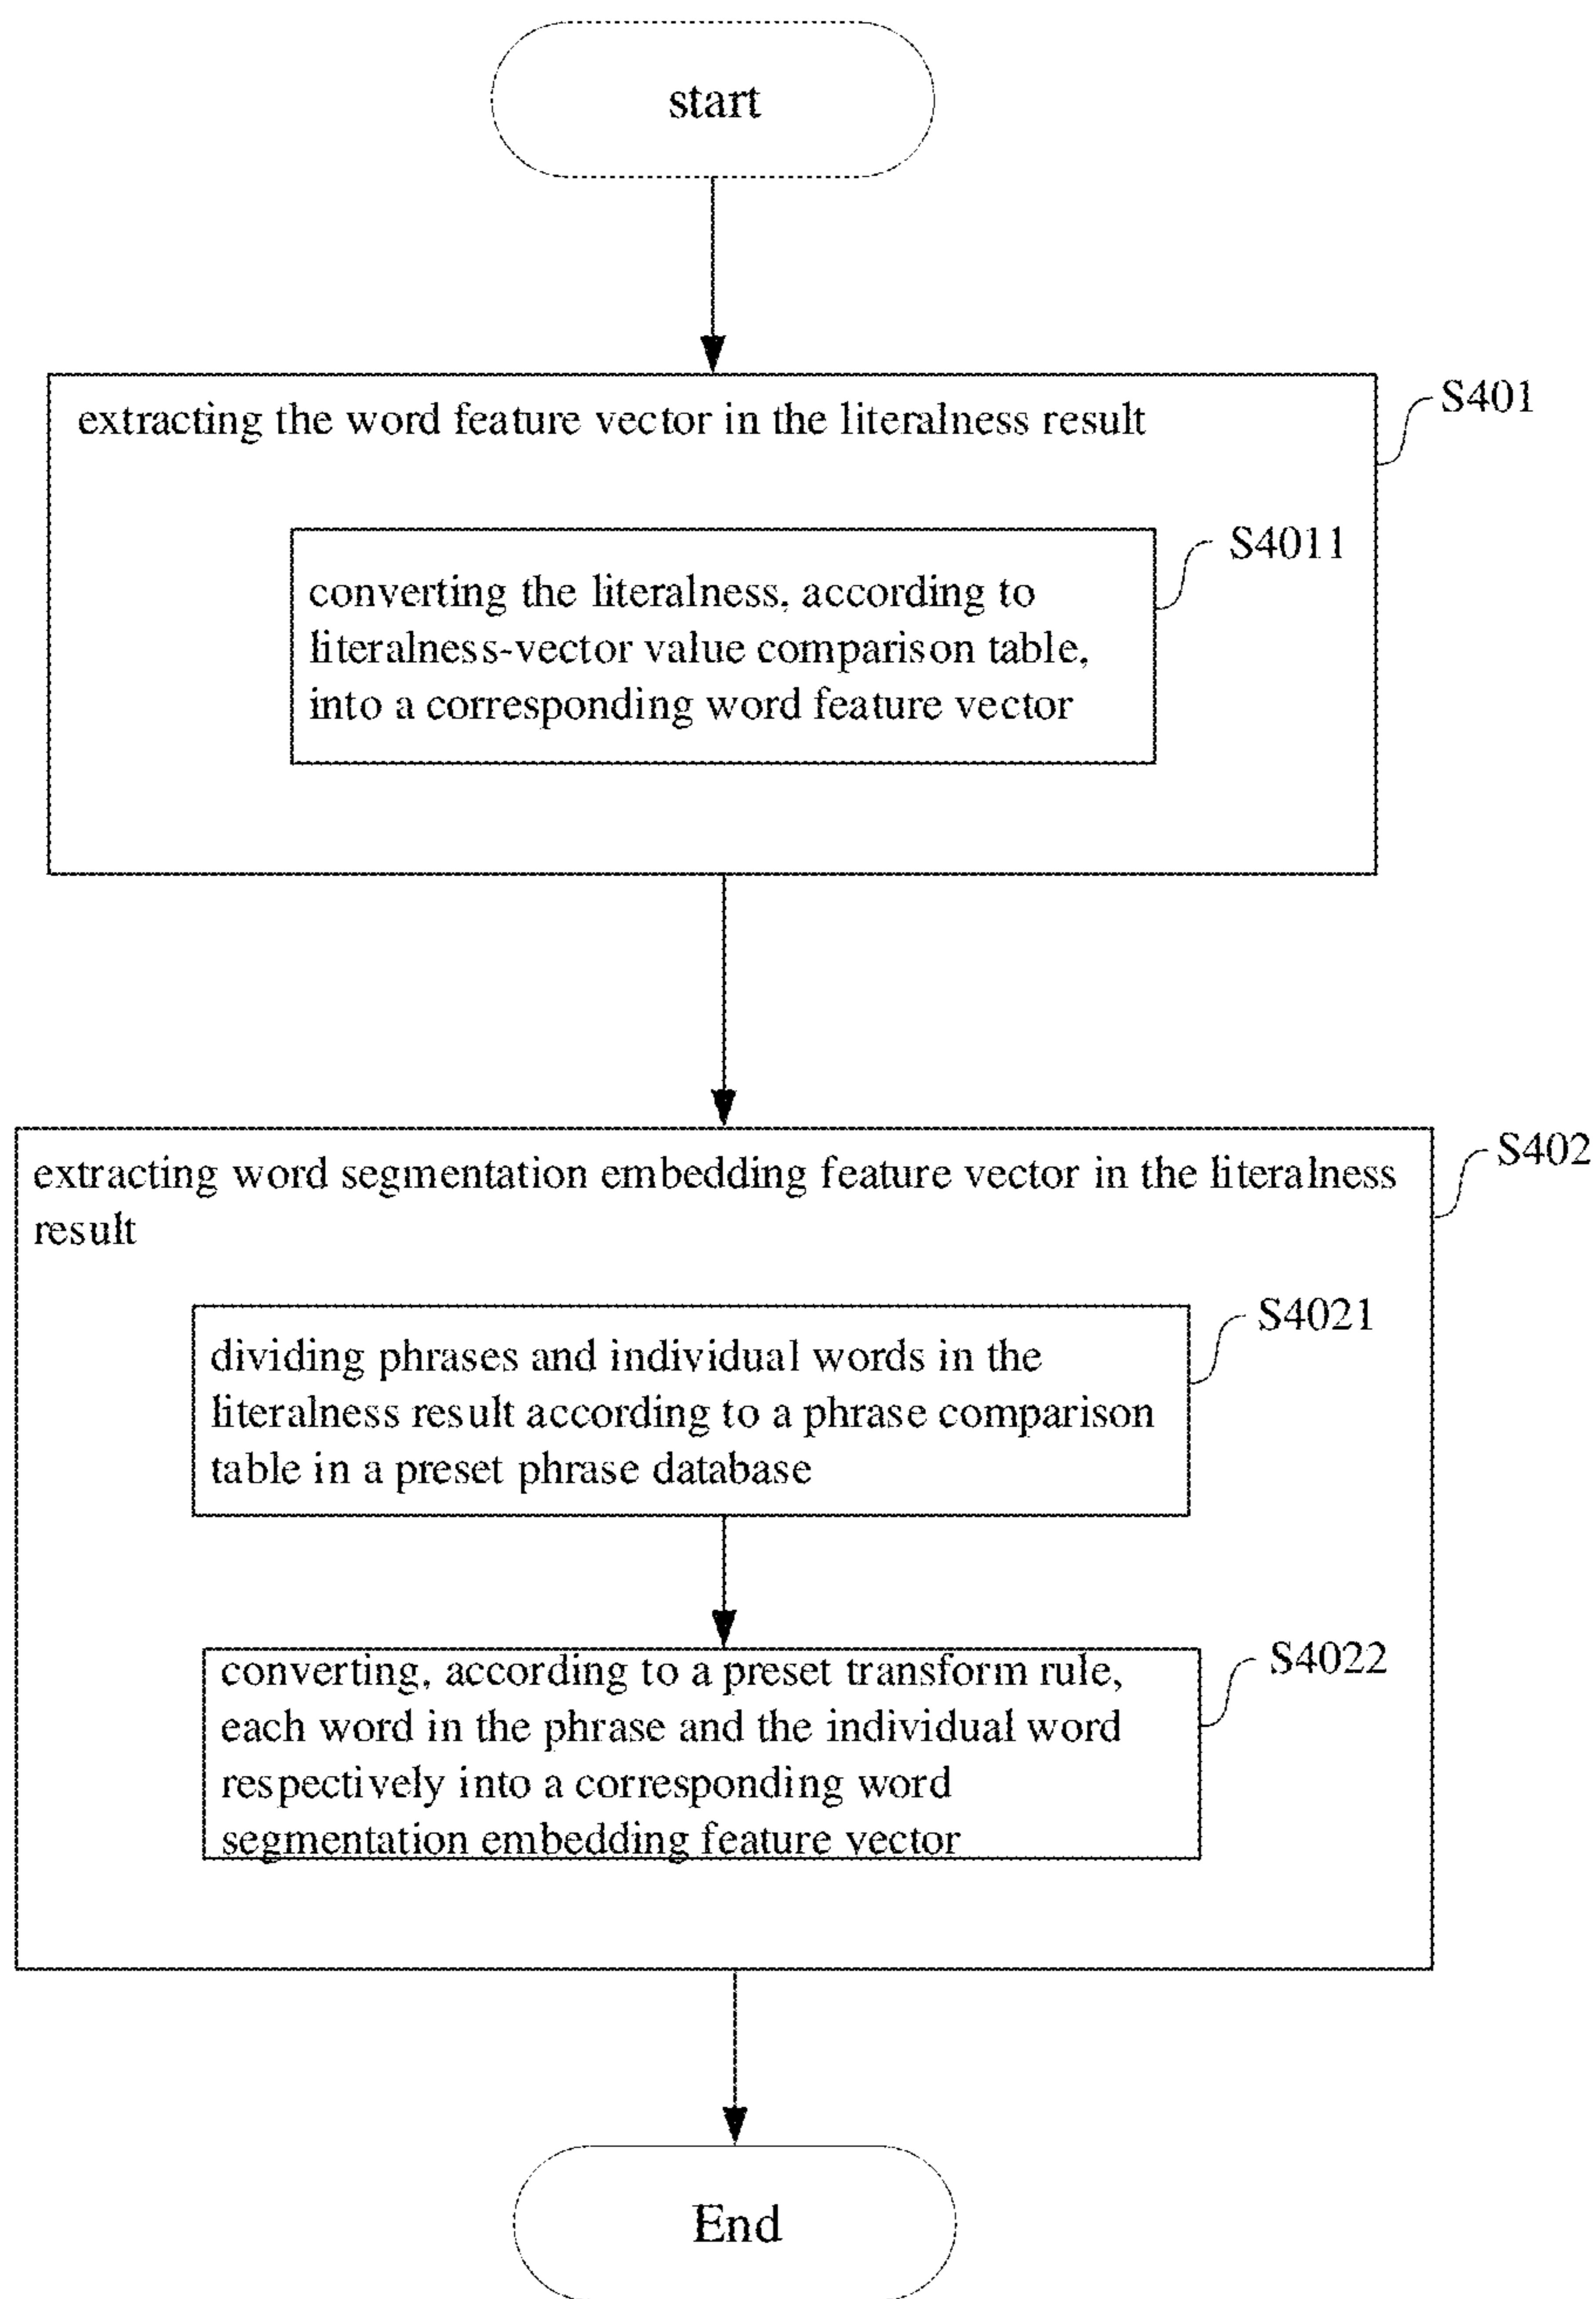 start
extracting the word feature vector in the literalness result
S401
S4011
converting the literalness, according to
literalness-vector value comparison table,
into a corresponding word feature vector
extracting word segmentation embedding feature vector in the literalness
result
S402
S4021
dividing phrases and individual words in the
literalness result according to a phrase comparison
table in a preset phrase database
S4022
converting, according to a preset transform rule,
each word in the phrase and the individual word
respectively into a corresponding word
segmentation embedding feature vector
End